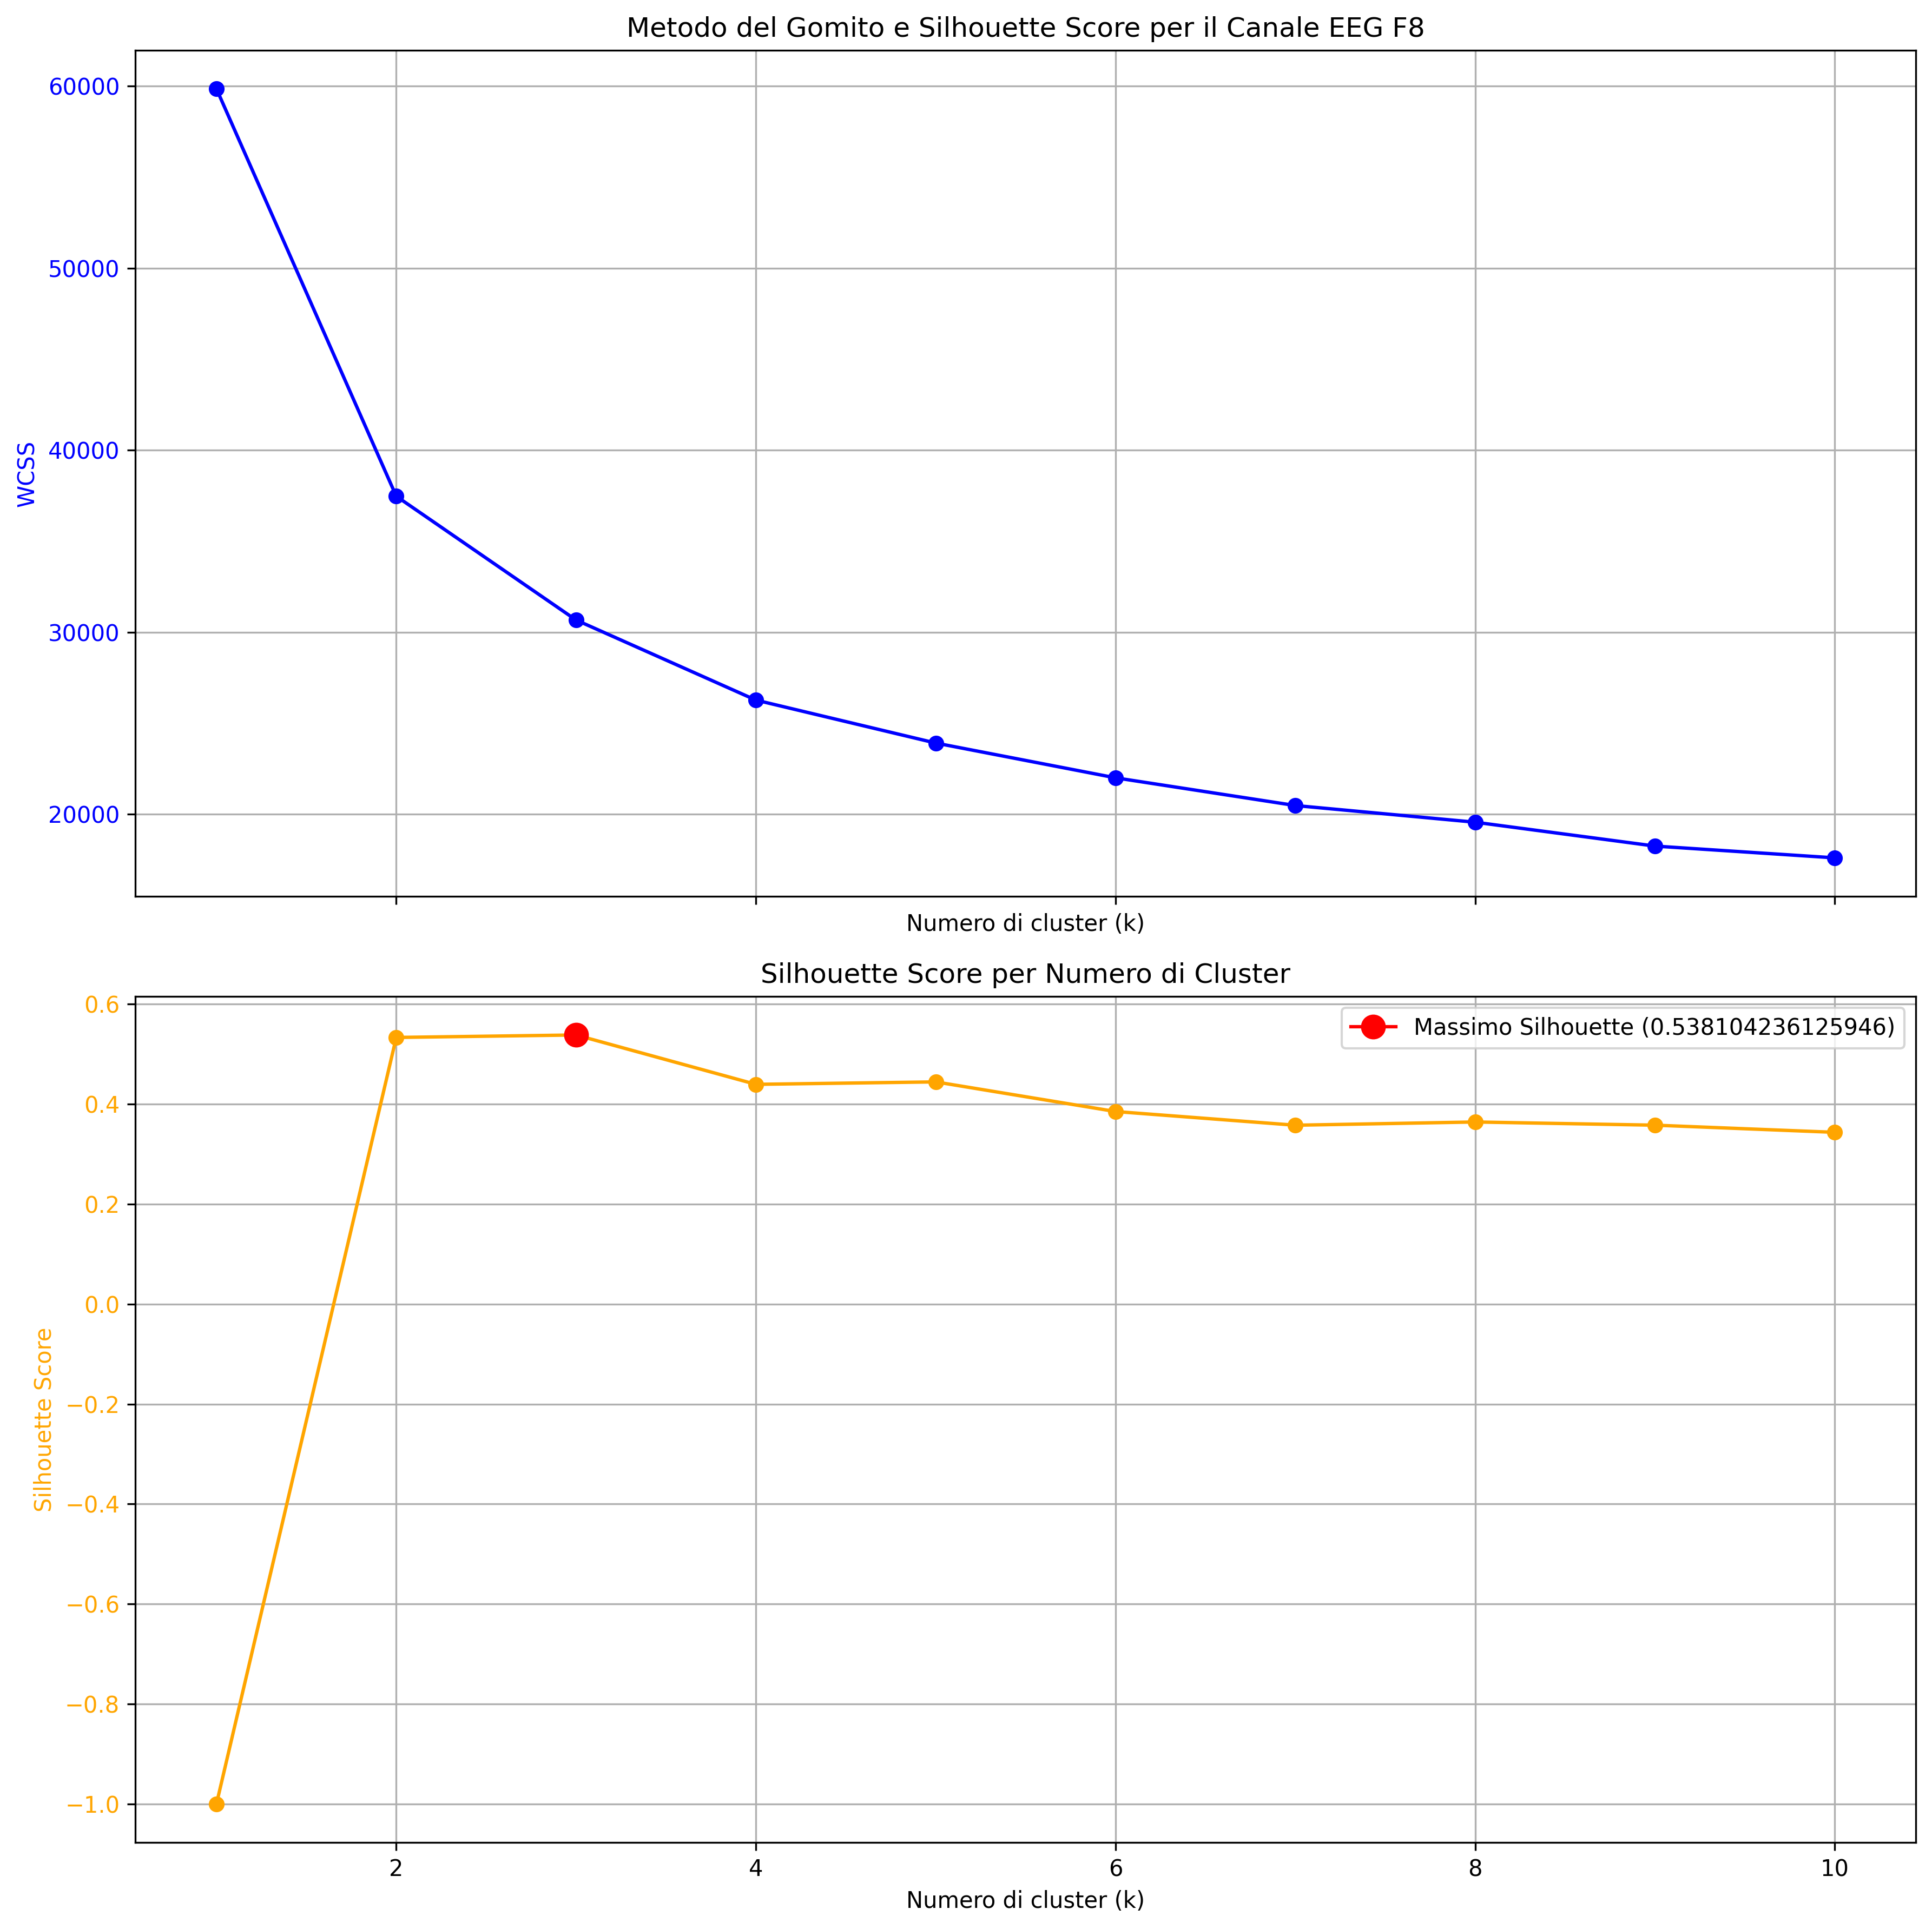 Metodo del Gomito e Silhouette Score per il Canale EEG F8
60000
50000
40000
30000
20000
WCSS
Numero di cluster (k)
Silhouette Score per Numero di Cluster
Massimo Silhouette (0.538104236125946)
0.6
0.4
0.2
0.0
−0.2
−0.4
−0.6
−0.8
−1.0
Silhouette Score
2 4 6 8 10
Numero di cluster (k)